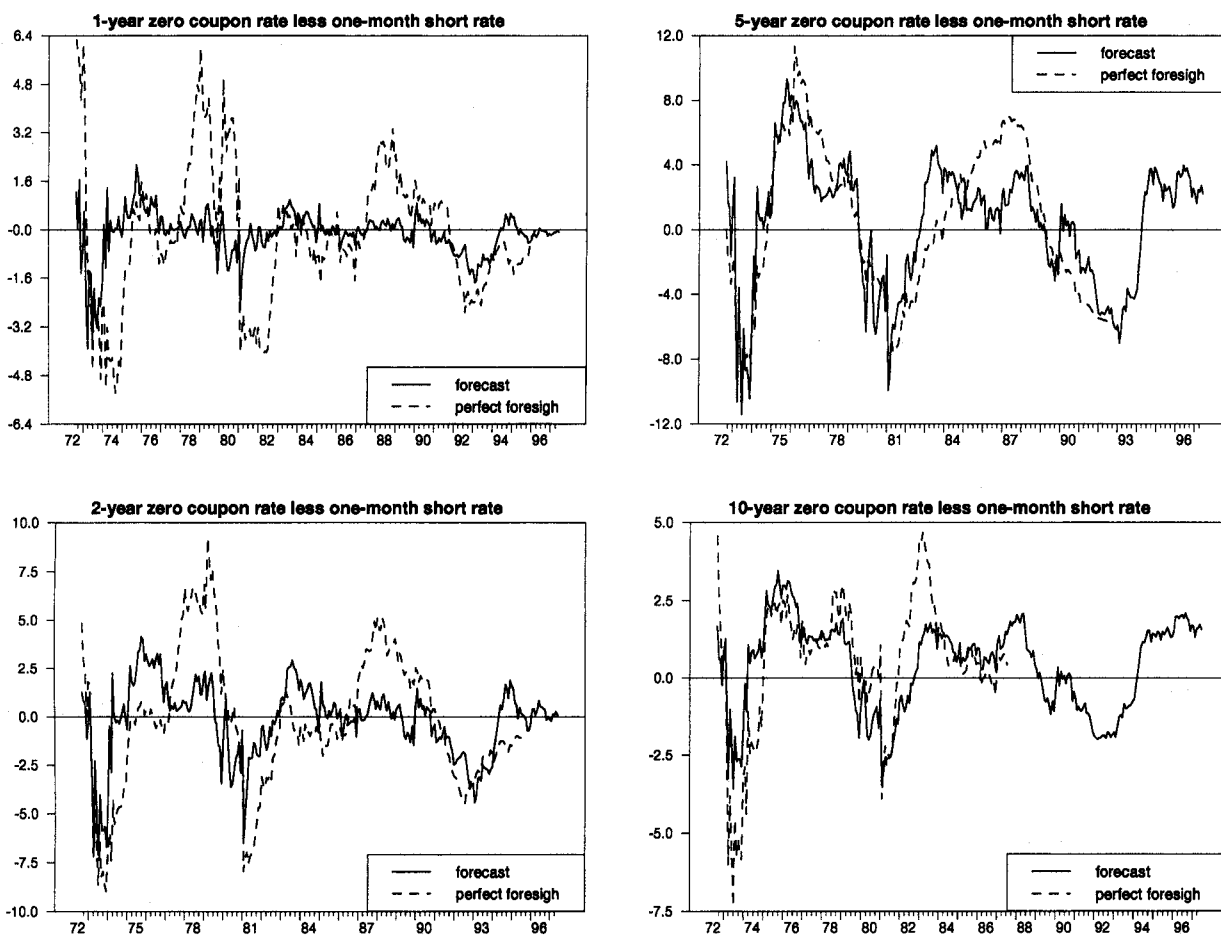 1-year zero coupon rate less one-month short rate
6.4
4.8
3.2
1.6
-0.0
-1.6
-3.2
-4.8
-6.4
forecast
perfect foresigh
72 74 76 78 80 82 84 86 88 90 92 94 96
5-year zero coupon rate less one-month short rate
12.0
8.0
4.0
0.0
-4.0
-8.0
-12.0
forecast
perfect foresigh
72 74 76 78 81 84 87 90 93 96
2-year zero coupon rate less one-month short rate
10.0
7.5
5.0
2.5
0.0
-2.5
-5.0
-7.5
-10.0
forecast
perfect foresigh
72 74 76 78 81 84 86 88 90 92 94 96
10-year zero coupon rate less one-month short rate
5.0
2.5
0.0
-2.5
-5.0
-7.5
forecast
perfect foresigh
72 74 76 78 80 82 84 86 88 90 92 94 96